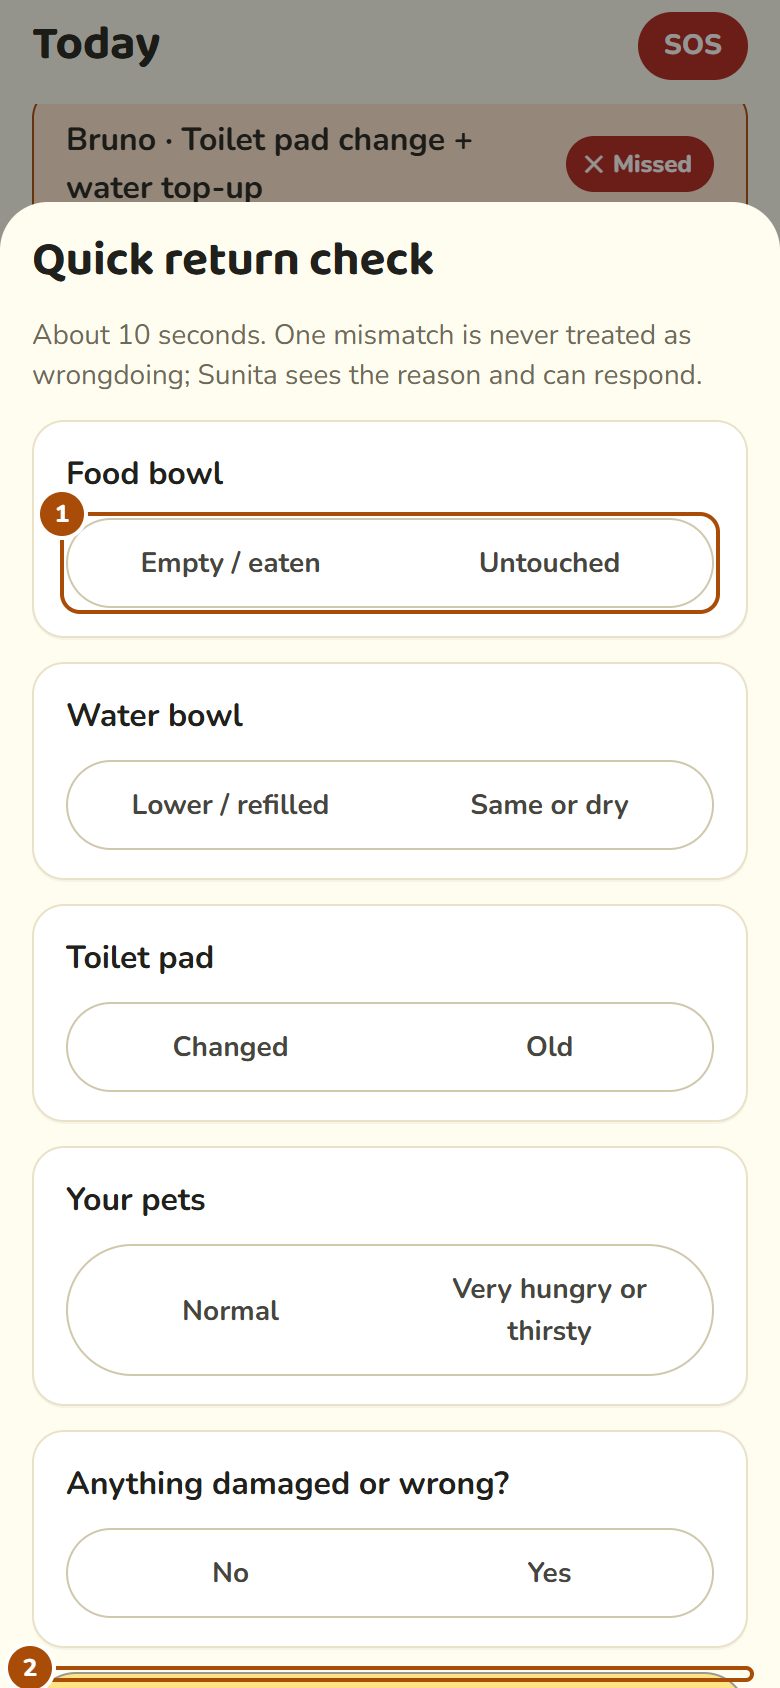 Today
SOS
Bruno · Toilet pad change +
water top-up
Missed
Quick return check
About 10 seconds. One mismatch is never treated as
wrongdoing; Sunita sees the reason and can respond.
Food bowl
1
Empty / eaten
Untouched
Water bowl
Lower / refilled
Same or dry
Toilet pad
Changed
Old
Your pets
Normal
Very hungry or
thirsty
Anything damaged or wrong?
No
Yes
2